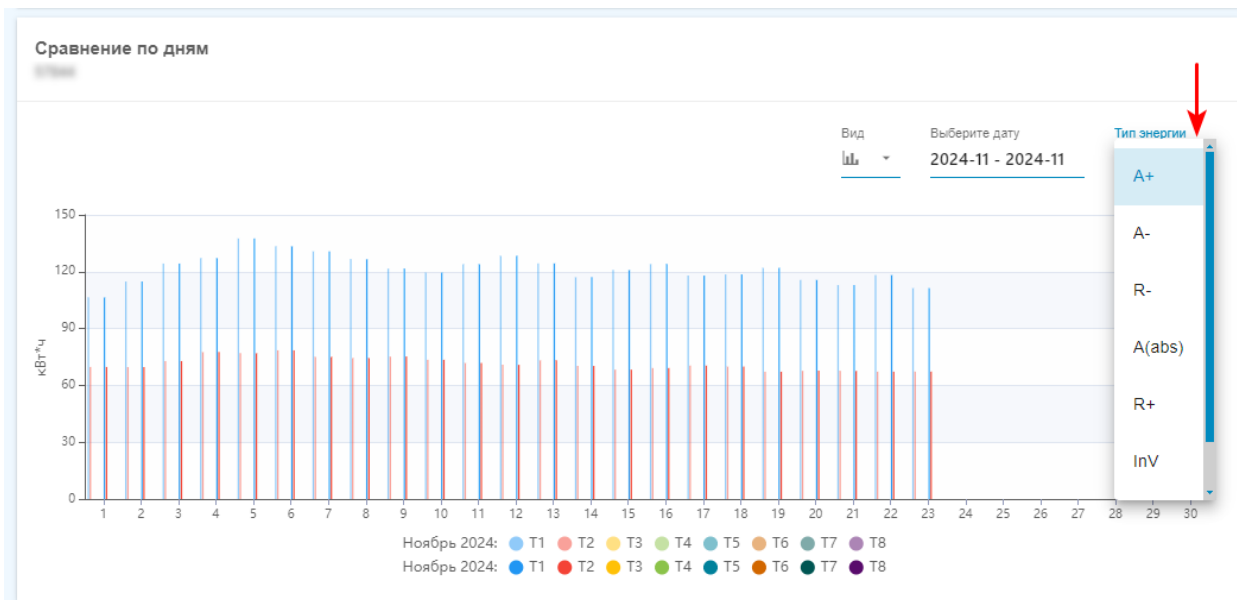 Сравнение по дням
Вид
Выберите дату
Тип энергии
2024-11 - 2024-11
A+
A-
R-
A(abs)
R+
InV
150
120
90
60
30
0
кВт*ч
1 2 3 4 5 6 7 8 9 10 11 12 13 14 15 16 17 18 19 20 21 22 23 24 25 26 27 28 29 30
Ноябрь 2024: T1 T2 T3 T4 T5 T6 T7 T8
Ноябрь 2024: T1 T2 T3 T4 T5 T6 T7 T8